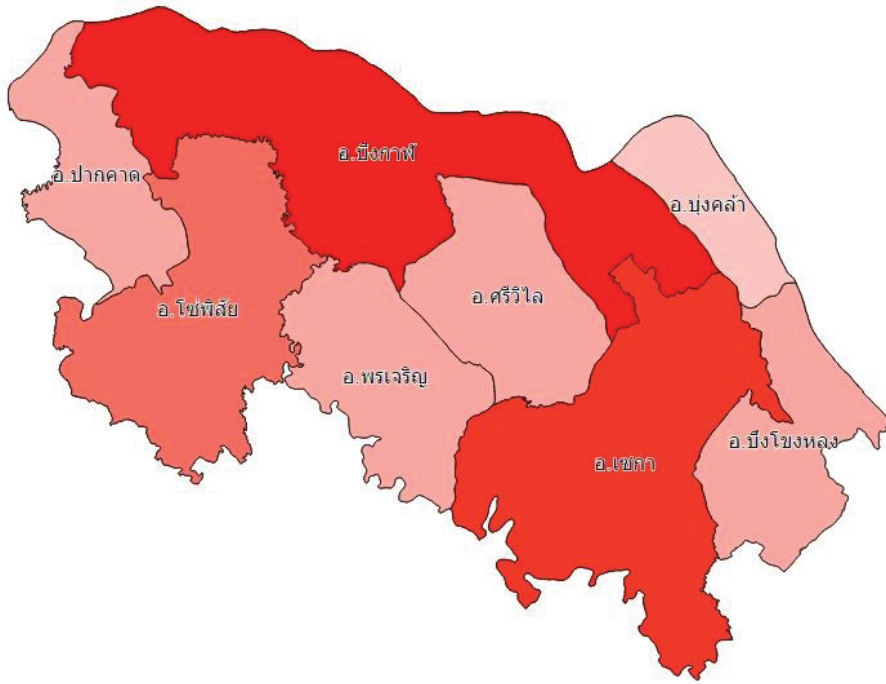 อ.บึงกาฬ
อ.ปากคาด
อ.บุ่งคล้า
อ.ศรีวิไล
อ.โซ่พิสัย
อ.พรเจริญ
อ.บึงโขงหลง
อ.เซกา